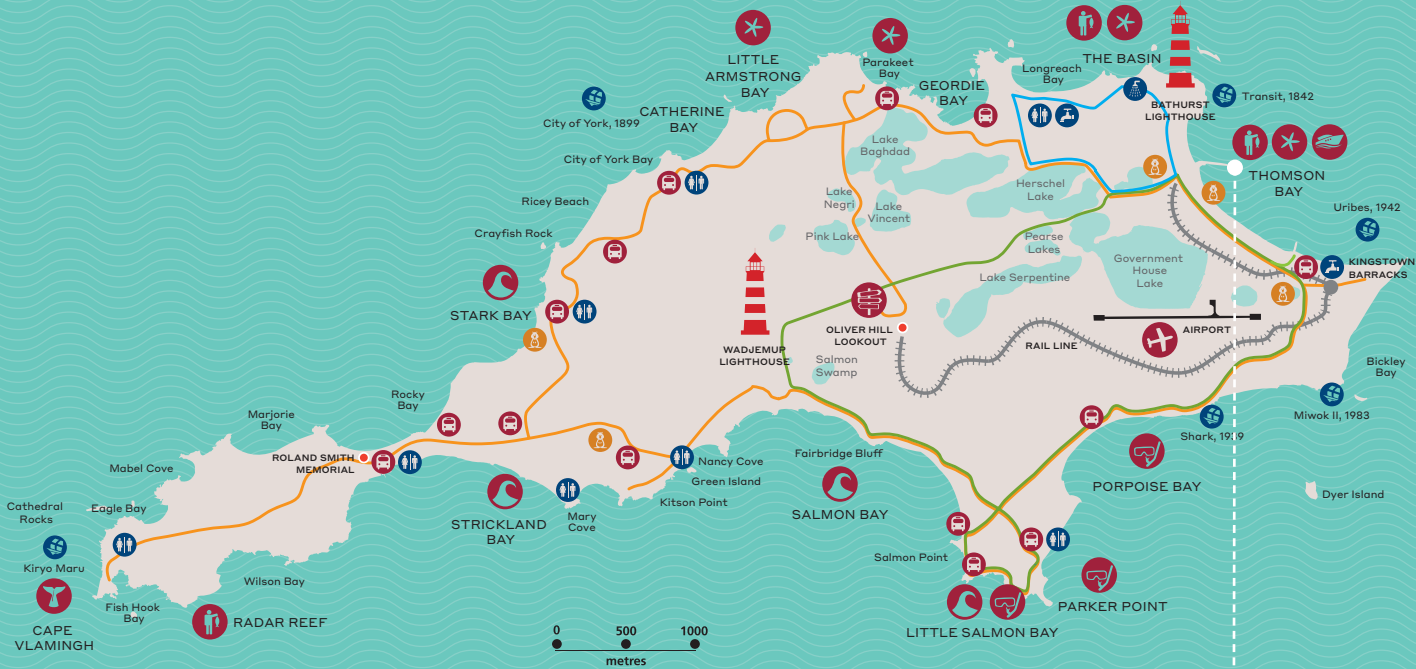 LITTLE
ARMSTRONG
BAY
Parakeet
Bay
GEORDIE
BAY
Longreach
Bay
THE BASIN
BATHURST
LIGHTHOUSE
Transit, 1842
THOMSON
BAY
Uribes, 1942
KINGSTOWN
BARRACKS
City of York, 1899
CATHERINE
BAY
City of York Bay
Ricey Beach
Crayfish Rock
STARK BAY
Lake
Baghdad
Lake
Negri
Lake
Vincent
Pink Lake
Herschel
Lake
Pearse
Lakes
Lake Serpentine
Government
House
Lake
WADJEMUP
LIGHTHOUSE
OLIVER HILL
LOOKOUT
Salmon
Swamp
RAIL LINE
AIRPORT
Bickley
Bay
Miwok II, 1983
Shark, 1939
Rocky
Bay
Marjorie
Bay
ROLAND SMITH
MEMORIAL
Mabel Cove
Eagle Bay
Cathedral
Rocks
Kiryo Maru
CAPE
VLAMINGH
Fish Hook
Bay
Wilson Bay
RADAR REEF
STRICKLAND
BAY
Mary
Cove
Nancy Cove
Green Island
Kitson Point
Fairbridge Bluff
SALMON BAY
Salmon Point
LITTLE SALMON BAY
PARKER POINT
PORPOISE BAY
Dyer Island
0 500 1000
metres